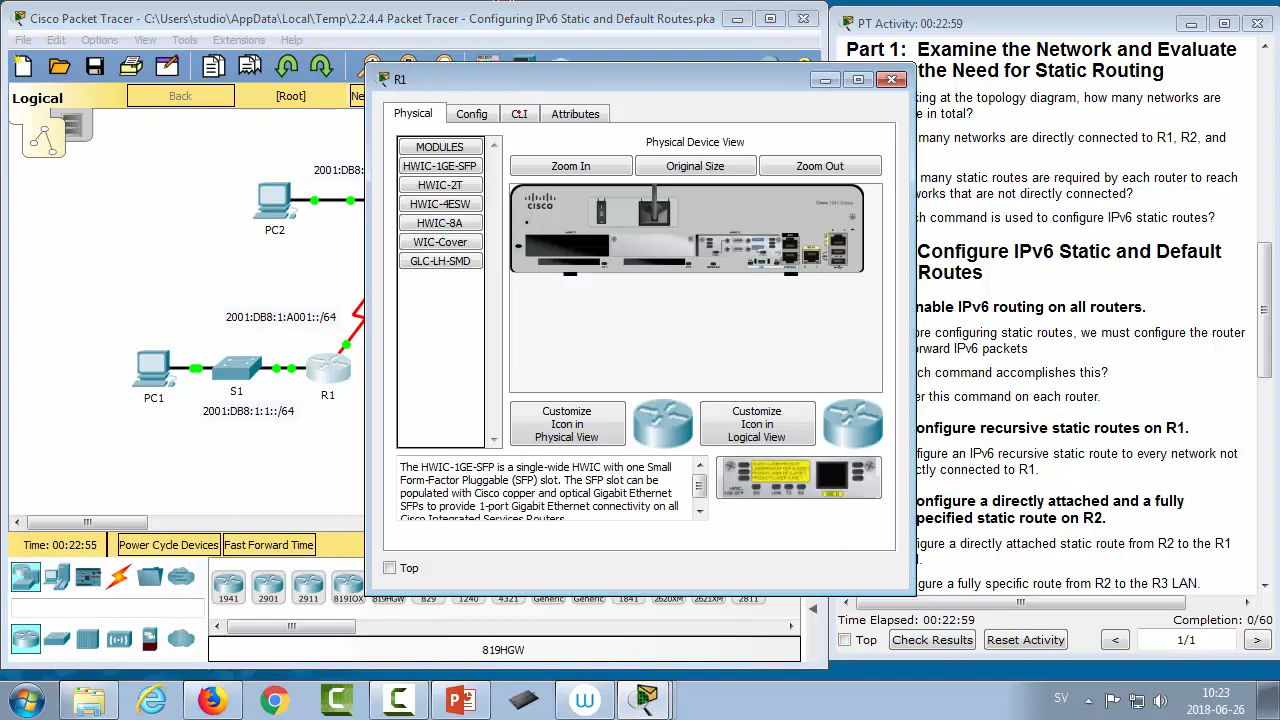 Cisco Packet Tracer - C:\Users\studio\AppData\Local\Temp\2.2.4.4 Packet Tracer - Configuring IPv6 Static and Default Routes.pka
File Edit Options View Tools Extensions Help
Logical
Back
[Root]
2001:DB8:
PC2
2001:DB8:1:A001::/64
PC1
S1
R1
2001:DB8:1:1::/64
R1
Physical Config CLI Attributes
MODULES
HWIC-1GE-SFP
HWIC-2T
HWIC-4ESW
HWIC-8A
WIC-Cover
GLC-LH-SMD
Physical Device View
Zoom In
Original Size
Zoom Out
CISCO
Cisco 1941 Series
Customize
Icon in
Physical View
Customize
Icon in
Logical View
The HWIC-1GE-SFP is a single-wide HWIC with one Small
Form-Factor Pluggable (SFP) slot. The SFP slot can be
populated with Cisco copper and optical Gigabit Ethernet
SFPs to provide 1-port Gigabit Ethernet connectivity on all
Cisco Integrated Services Routers.
Top
Time: 00:22:55
Power Cycle Devices
Fast Forward Time
1941 2901 2911 819IOX 819HGW 829 1240 4321 Generic Generic 1841 2620XM 2621XM 2811
819HGW
PT Activity: 00:22:59
Part 1: Examine the Network and Evaluate
the Need for Static Routing
king at the topology diagram, how many networks are
e in total?
many networks are directly connected to R1, R2, and
many static routes are required by each router to reach
works that are not directly connected?
ch command is used to configure IPv6 static routes?
Configure IPv6 Static and Default
Routes
nable IPv6 routing on all routers.
ore configuring static routes, we must configure the router
orward IPv6 packets
ch command accomplishes this?
er this command on each router.
onfigure recursive static routes on R1.
figure an IPv6 recursive static route to every network not
ctly connected to R1.
onfigure a directly attached and a fully
pecified static route on R2.
figure a directly attached static route from R2 to the R1
gure a fully specific route from R2 to the R3 LAN.
Time Elapsed: 00:22:59
Completion: 0/60
Top
Check Results
Reset Activity
<
1/1
>
SV
10:23
2018-06-26